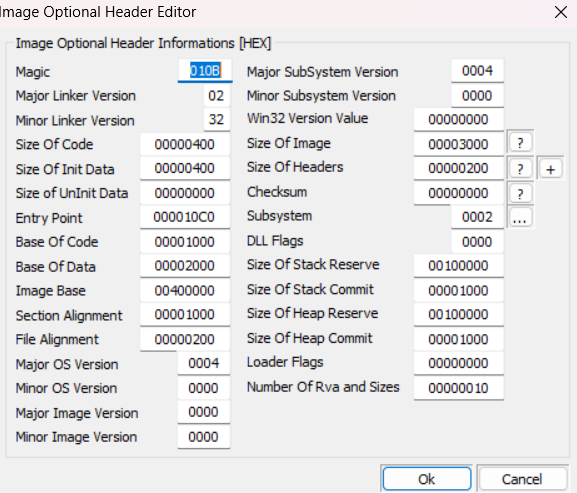 Image Optional Header Editor
Image Optional Header Informations [HEX]
Magic 010B
Major Linker Version 02
Minor Linker Version 32
Size Of Code 00000400
Size Of Init Data 00000400
Size of UnInit Data 00000000
Entry Point 000010C0
Base Of Code 00001000
Base Of Data 00002000
Image Base 00400000
Section Alignment 00001000
File Alignment 00000200
Major OS Version 0004
Minor OS Version 0000
Major Image Version 0000
Minor Image Version 0000
Major SubSystem Version 0004
Minor Subsystem Version 0000
Win32 Version Value 00000000
Size Of Image 00003000 ?
Size Of Headers 00000200 ? +
Checksum 00000000 ?
Subsystem 0002 ...
DLL Flags 0000
Size Of Stack Reserve 00100000
Size Of Stack Commit 00001000
Size Of Heap Reserve 00100000
Size Of Heap Commit 00001000
Loader Flags 00000000
Number Of Rva and Sizes 00000010
Ok Cancel